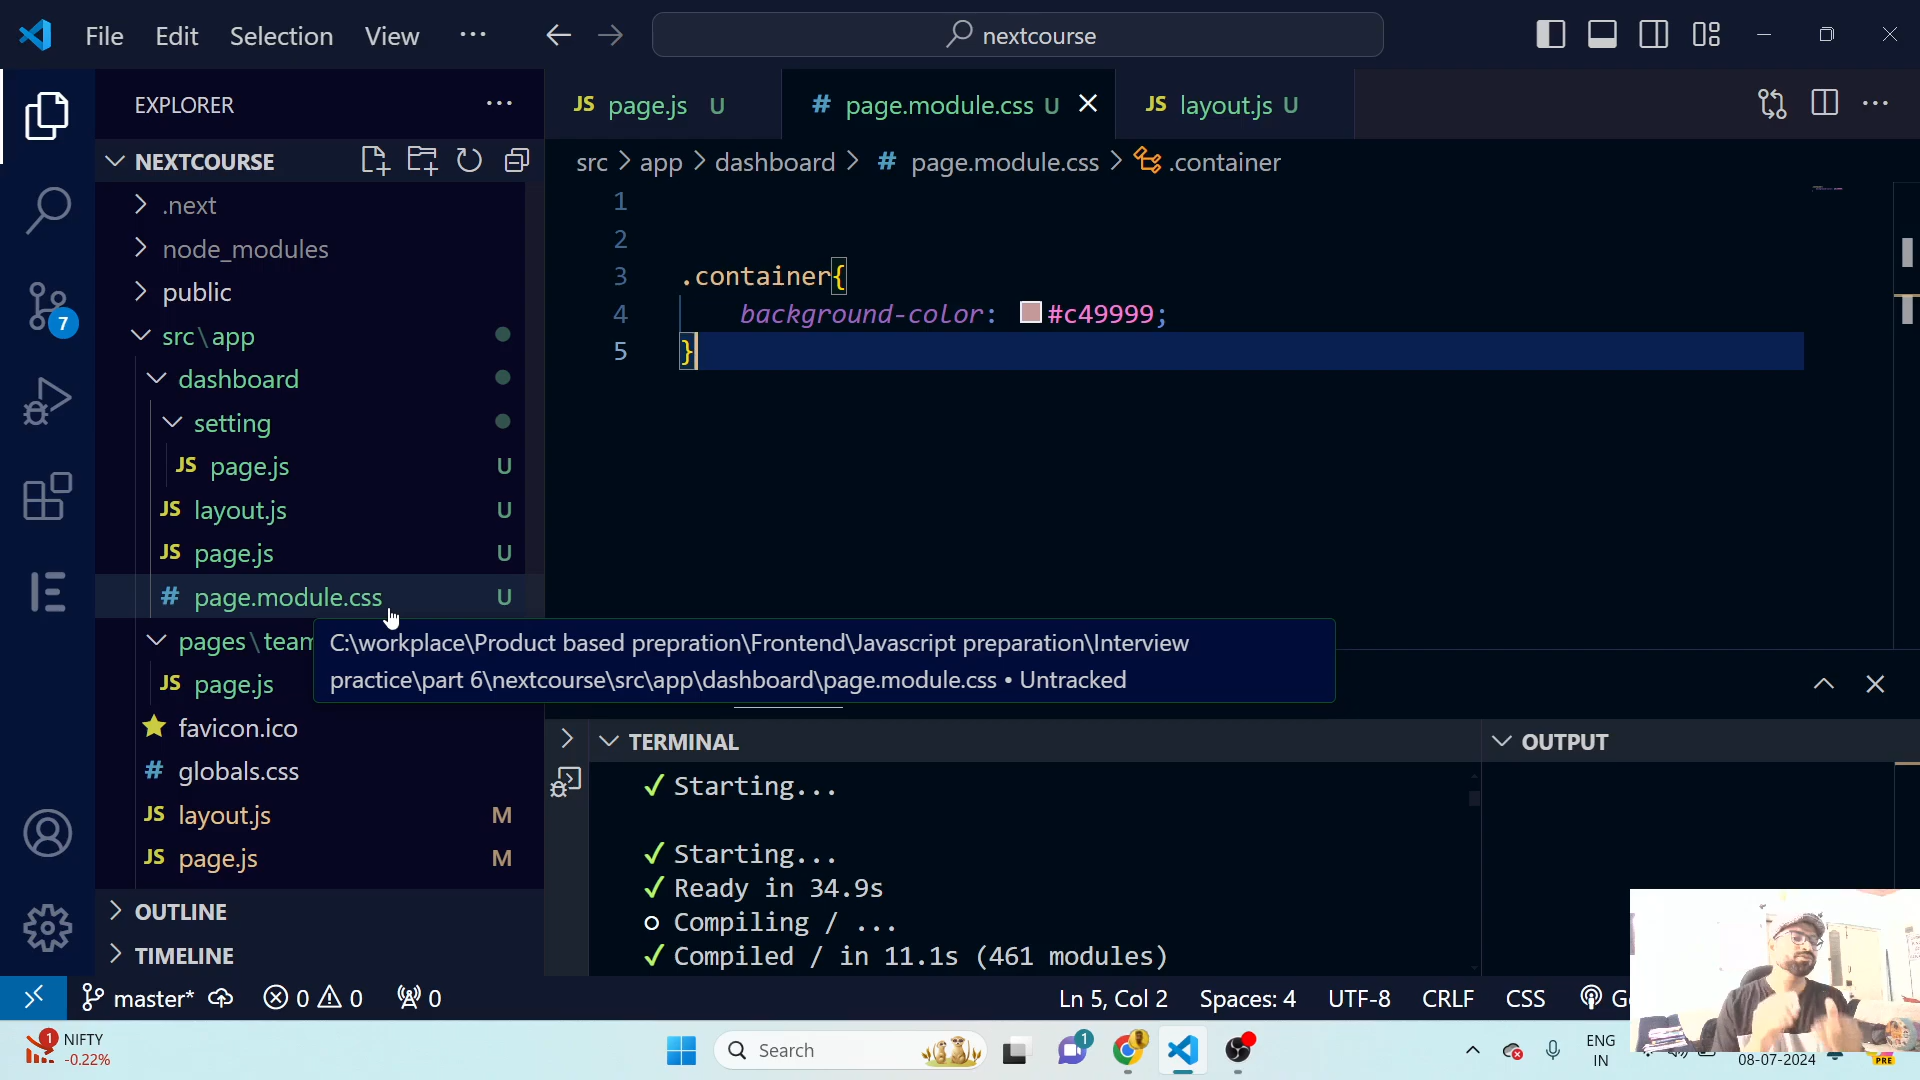 File Edit Selection View ··· nextcourse
EXPLORER ···
JS page.js U # page.module.css U JS layout.js U ···
NEXTCOURSE
src > app > dashboard > # page.module.css > .container
.next
node_modules
public
src\app
dashboard
setting
JS page.js U
JS layout.js U
JS page.js U
# page.module.css U
pages\team
JS page.js
favicon.ico
# globals.css
JS layout.js M
JS page.js M
OUTLINE
TIMELINE
7
1
2
3 .container{
4 background-color: #c49999;
5 }
C:\workplace\Product based prepration\Frontend\Javascript preparation\Interview
practice\part 6\nextcourse\src\app\dashboard\page.module.css • Untracked
TERMINAL
✓ Starting...
✓ Starting...
✓ Ready in 34.9s
○ Compiling / ...
✓ Compiled / in 11.1s (461 modules)
OUTPUT
master* 0 0 0 Ln 5, Col 2 Spaces: 4 UTF-8 CRLF CSS
1 NIFTY
-0.22%
Search
1
ENG
IN
08-07-2024
PRE